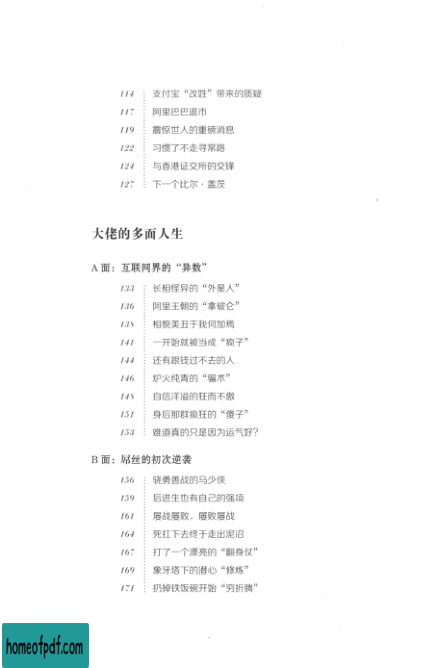 114 支付宝“改姓”带来的质疑
117 阿里巴巴退市
119 震惊世人的重磅消息
122 习惯了不走寻常路
124 与香港证交所的交锋
127 下一个比尔·盖茨
大佬的多面人生
A 面：互联网界的“异数”
133 长相怪异的“外星人”
136 阿里王朝的“拿破仑”
138 相貌美丑于我何加焉
141 一开始就被当成“疯子”
144 还有跟钱过不去的人
146 炉火纯青的“骗术”
148 自信洋溢的狂而不傲
151 身后那群疯狂的“傻子”
153 难道真的只是因为运气好？
B 面：屌丝的初次逆袭
156 骁勇善战的马少侠
159 后进生也有自己的强项
161 屡战屡败，屡败屡战
164 死扛下去终于走出泥沼
167 打了一个漂亮的“翻身仗”
169 象牙塔下的潜心“修炼”
171 扔掉铁饭碗开始“穷折腾”
homeofpdf.com